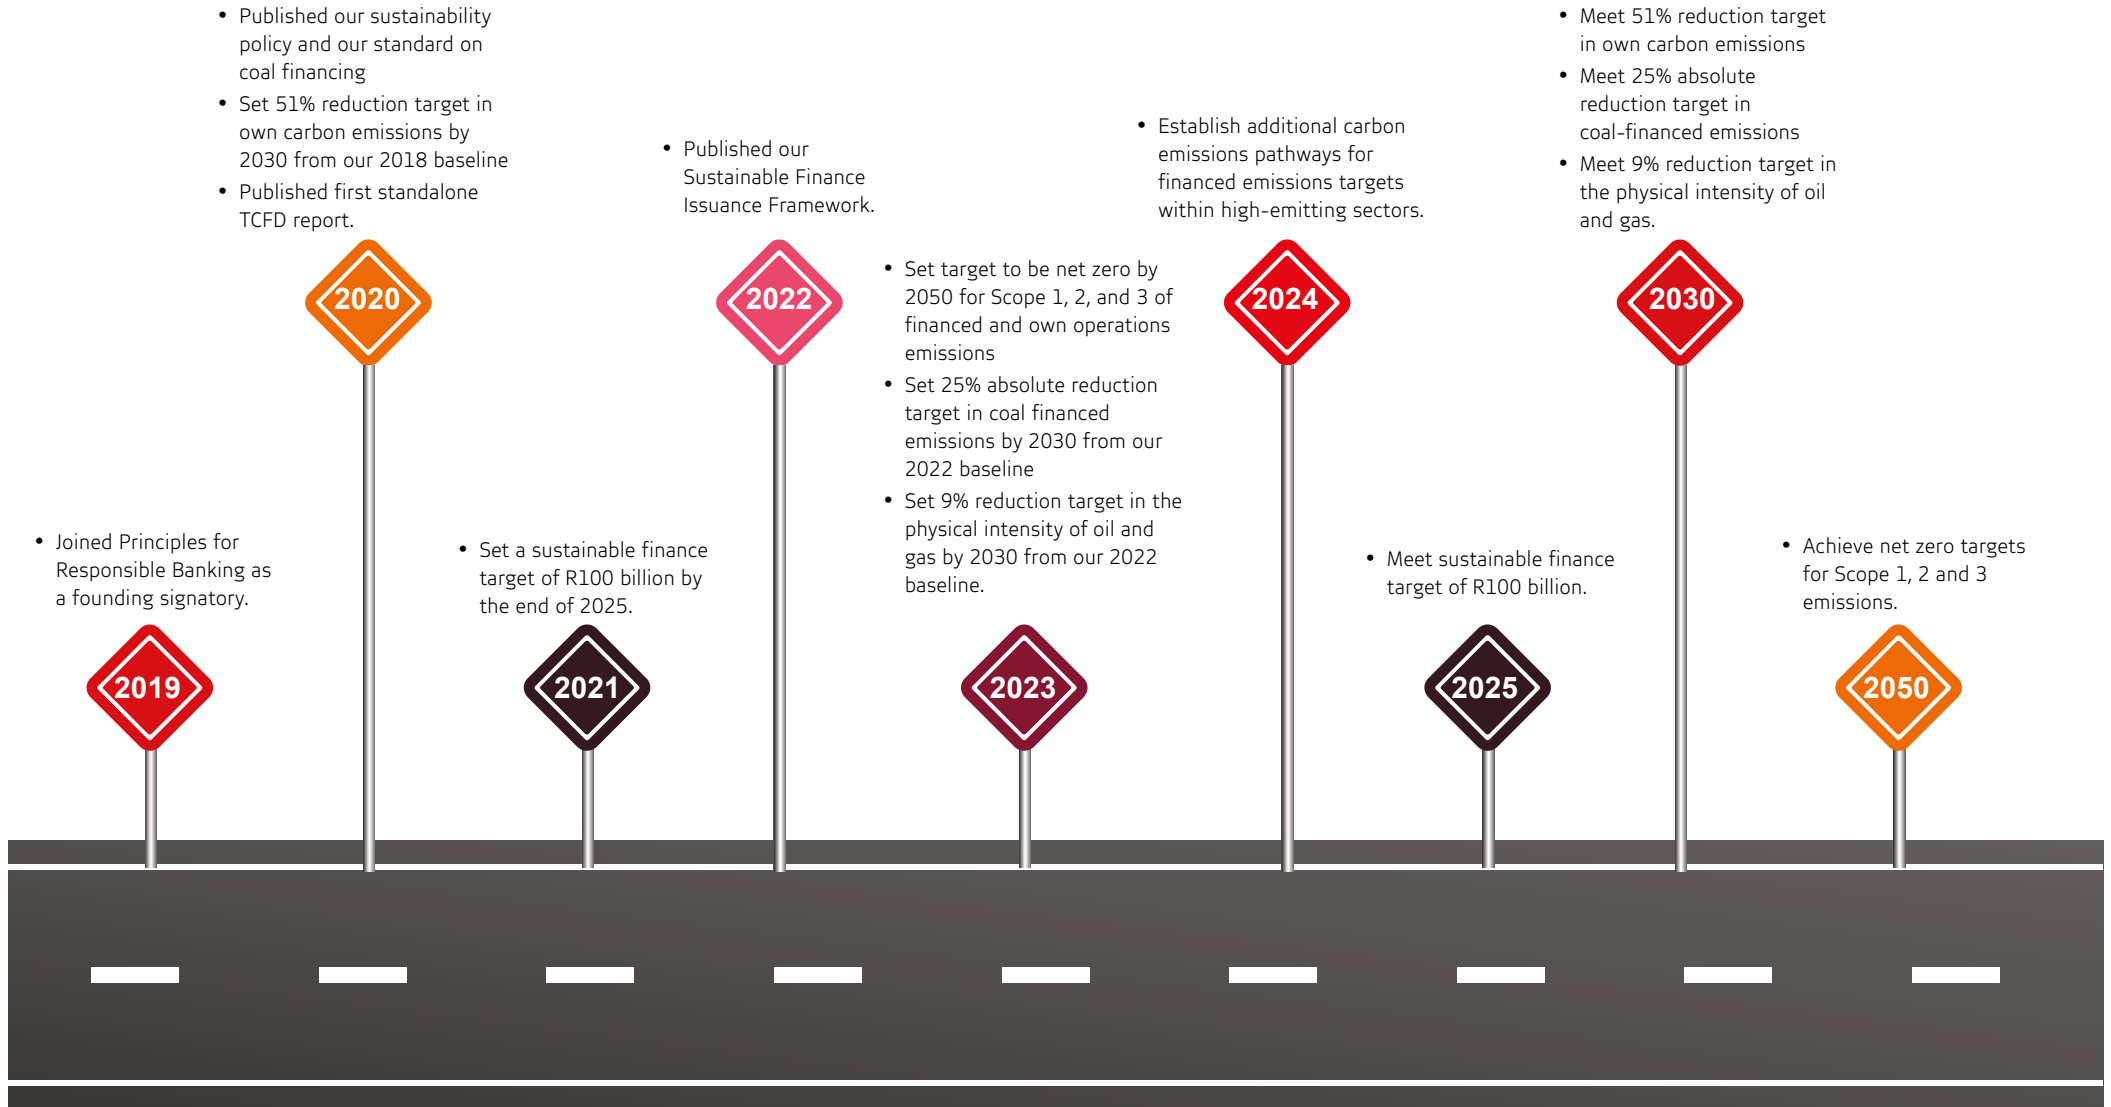 • Joined Principles for
Responsible Banking as
a founding signatory.
2019
• Published our sustainability
policy and our standard on
coal financing
• Set 51% reduction target in
own carbon emissions by
2030 from our 2018 baseline
• Published first standalone
TCFD report.
2020
• Set a sustainable finance
target of R100 billion by
the end of 2025.
2021
• Published our
Sustainable Finance
Issuance Framework.
2022
• Set target to be net zero by
2050 for Scope 1, 2, and 3 of
financed and own operations
emissions
• Set 25% absolute reduction
target in coal financed
emissions by 2030 from our
2022 baseline
• Set 9% reduction target in the
physical intensity of oil and
gas by 2030 from our 2022
baseline.
2023
• Establish additional carbon
emissions pathways for
financed emissions targets
within high-emitting sectors.
2024
• Meet sustainable finance
target of R100 billion.
2025
• Meet 51% reduction target
in own carbon emissions
• Meet 25% absolute
reduction target in
coal-financed emissions
• Meet 9% reduction target in
the physical intensity of oil
and gas.
2030
• Achieve net zero targets
for Scope 1, 2 and 3
emissions.
2050